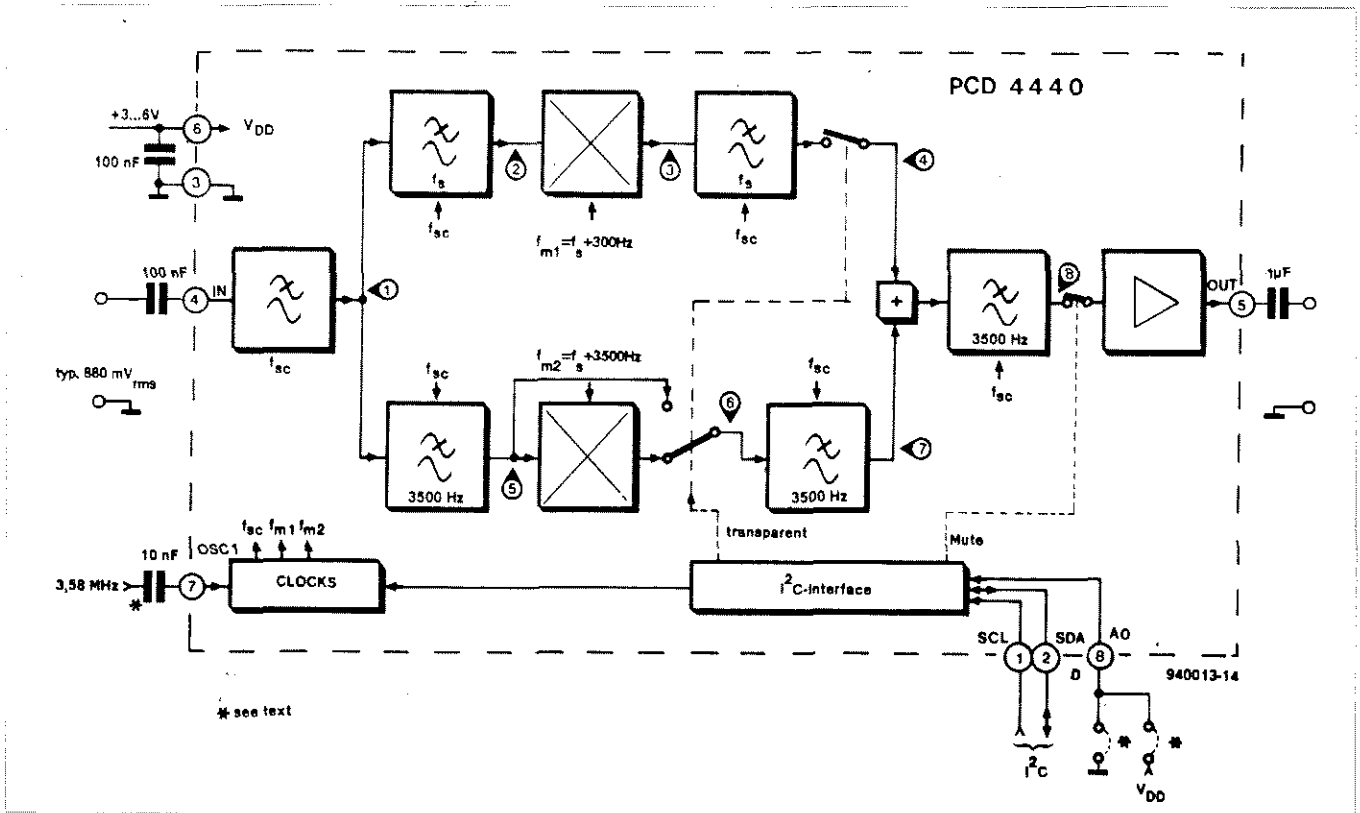 PCD 4440
+3...6V
6
V_DD
100 nF
3
f_s
f_sc
2
f_m1=f_s+300Hz
3
f_s
f_sc
4
100 nF
4
IN
f_sc
1
typ. 880 mV_rms
+
3500 Hz
f_sc
8
OUT
5
1µF
f_sc
3500 Hz
5
f_m2=f_s+3500Hz
6
f_sc
3500 Hz
7
transparent
Mute
f_sc f_m1 f_m2
OSC1
10 nF
3,58 MHz
*
7
CLOCKS
I²C-Interface
SCL
SDA
AO
1
2
8
D
940013-14
* see text
I²C
*
*
V_DD